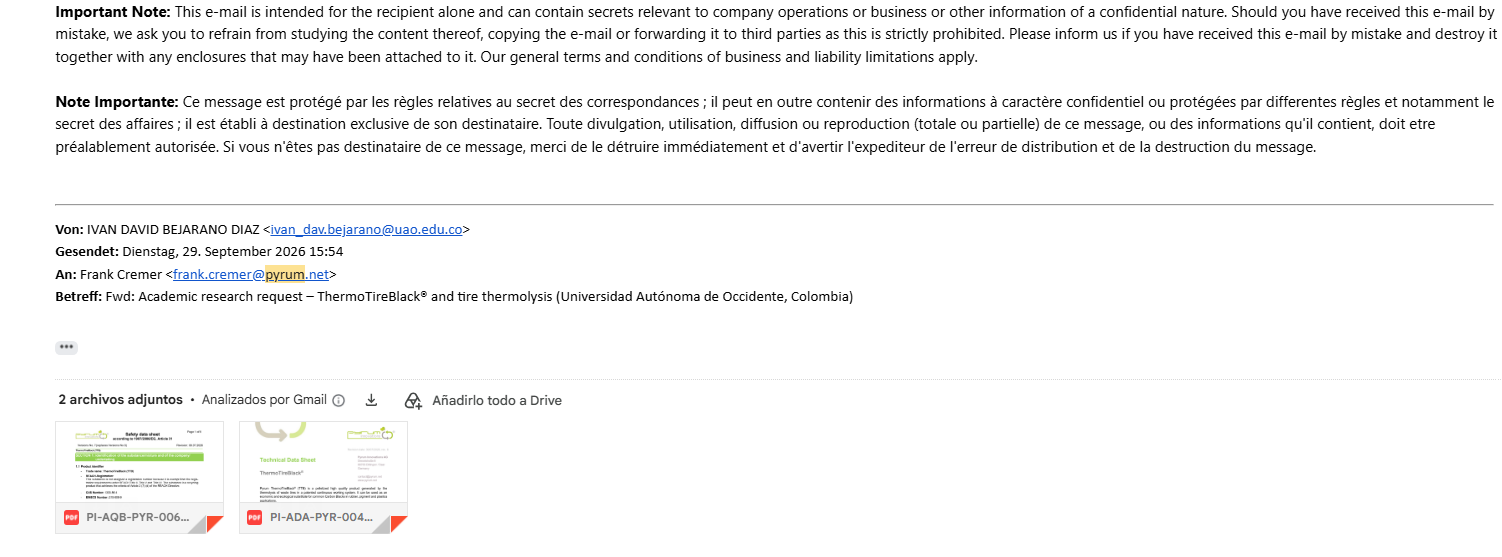 Important Note: This e-mail is intended for the recipient alone and can contain secrets relevant to company operations or business or other information of a confidential nature. Should you have received this e-mail by
mistake, we ask you to refrain from studying the content thereof, copying the e-mail or forwarding it to third parties as this is strictly prohibited. Please inform us if you have received this e-mail by mistake and destroy it
together with any enclosures that may have been attached to it. Our general terms and conditions of business and liability limitations apply.
Note Importante: Ce message est protégé par les règles relatives au secret des correspondances ; il peut en outre contenir des informations à caractère confidentiel ou protégées par differentes règles et notamment le
secret des affaires ; il est établi à destination exclusive de son destinataire. Toute divulgation, utilisation, diffusion ou reproduction (totale ou partielle) de ce message, ou des informations qu'il contient, doit etre
préalablement autorisée. Si vous n'êtes pas destinataire de ce message, merci de le détruire immédiatement et d'avertir l'expediteur de l'erreur de distribution et de la destruction du message.
Von: IVAN DAVID BEJARANO DIAZ <ivan_dav.bejarano@uao.edu.co>
Gesendet: Dienstag, 29. September 2026 15:54
An: Frank Cremer <frank.cremer@pyrum.net>
Betreff: Fwd: Academic research request – ThermoTireBlack® and tire thermolysis (Universidad Autónoma de Occidente, Colombia)
2 archivos adjuntos • Analizados por Gmail
Añadirlo todo a Drive
Safety data sheet
Technical Data Sheet
ThermoTireBlack®
PDF PI-AQB-PYR-006...
PDF PI-ADA-PYR-004...